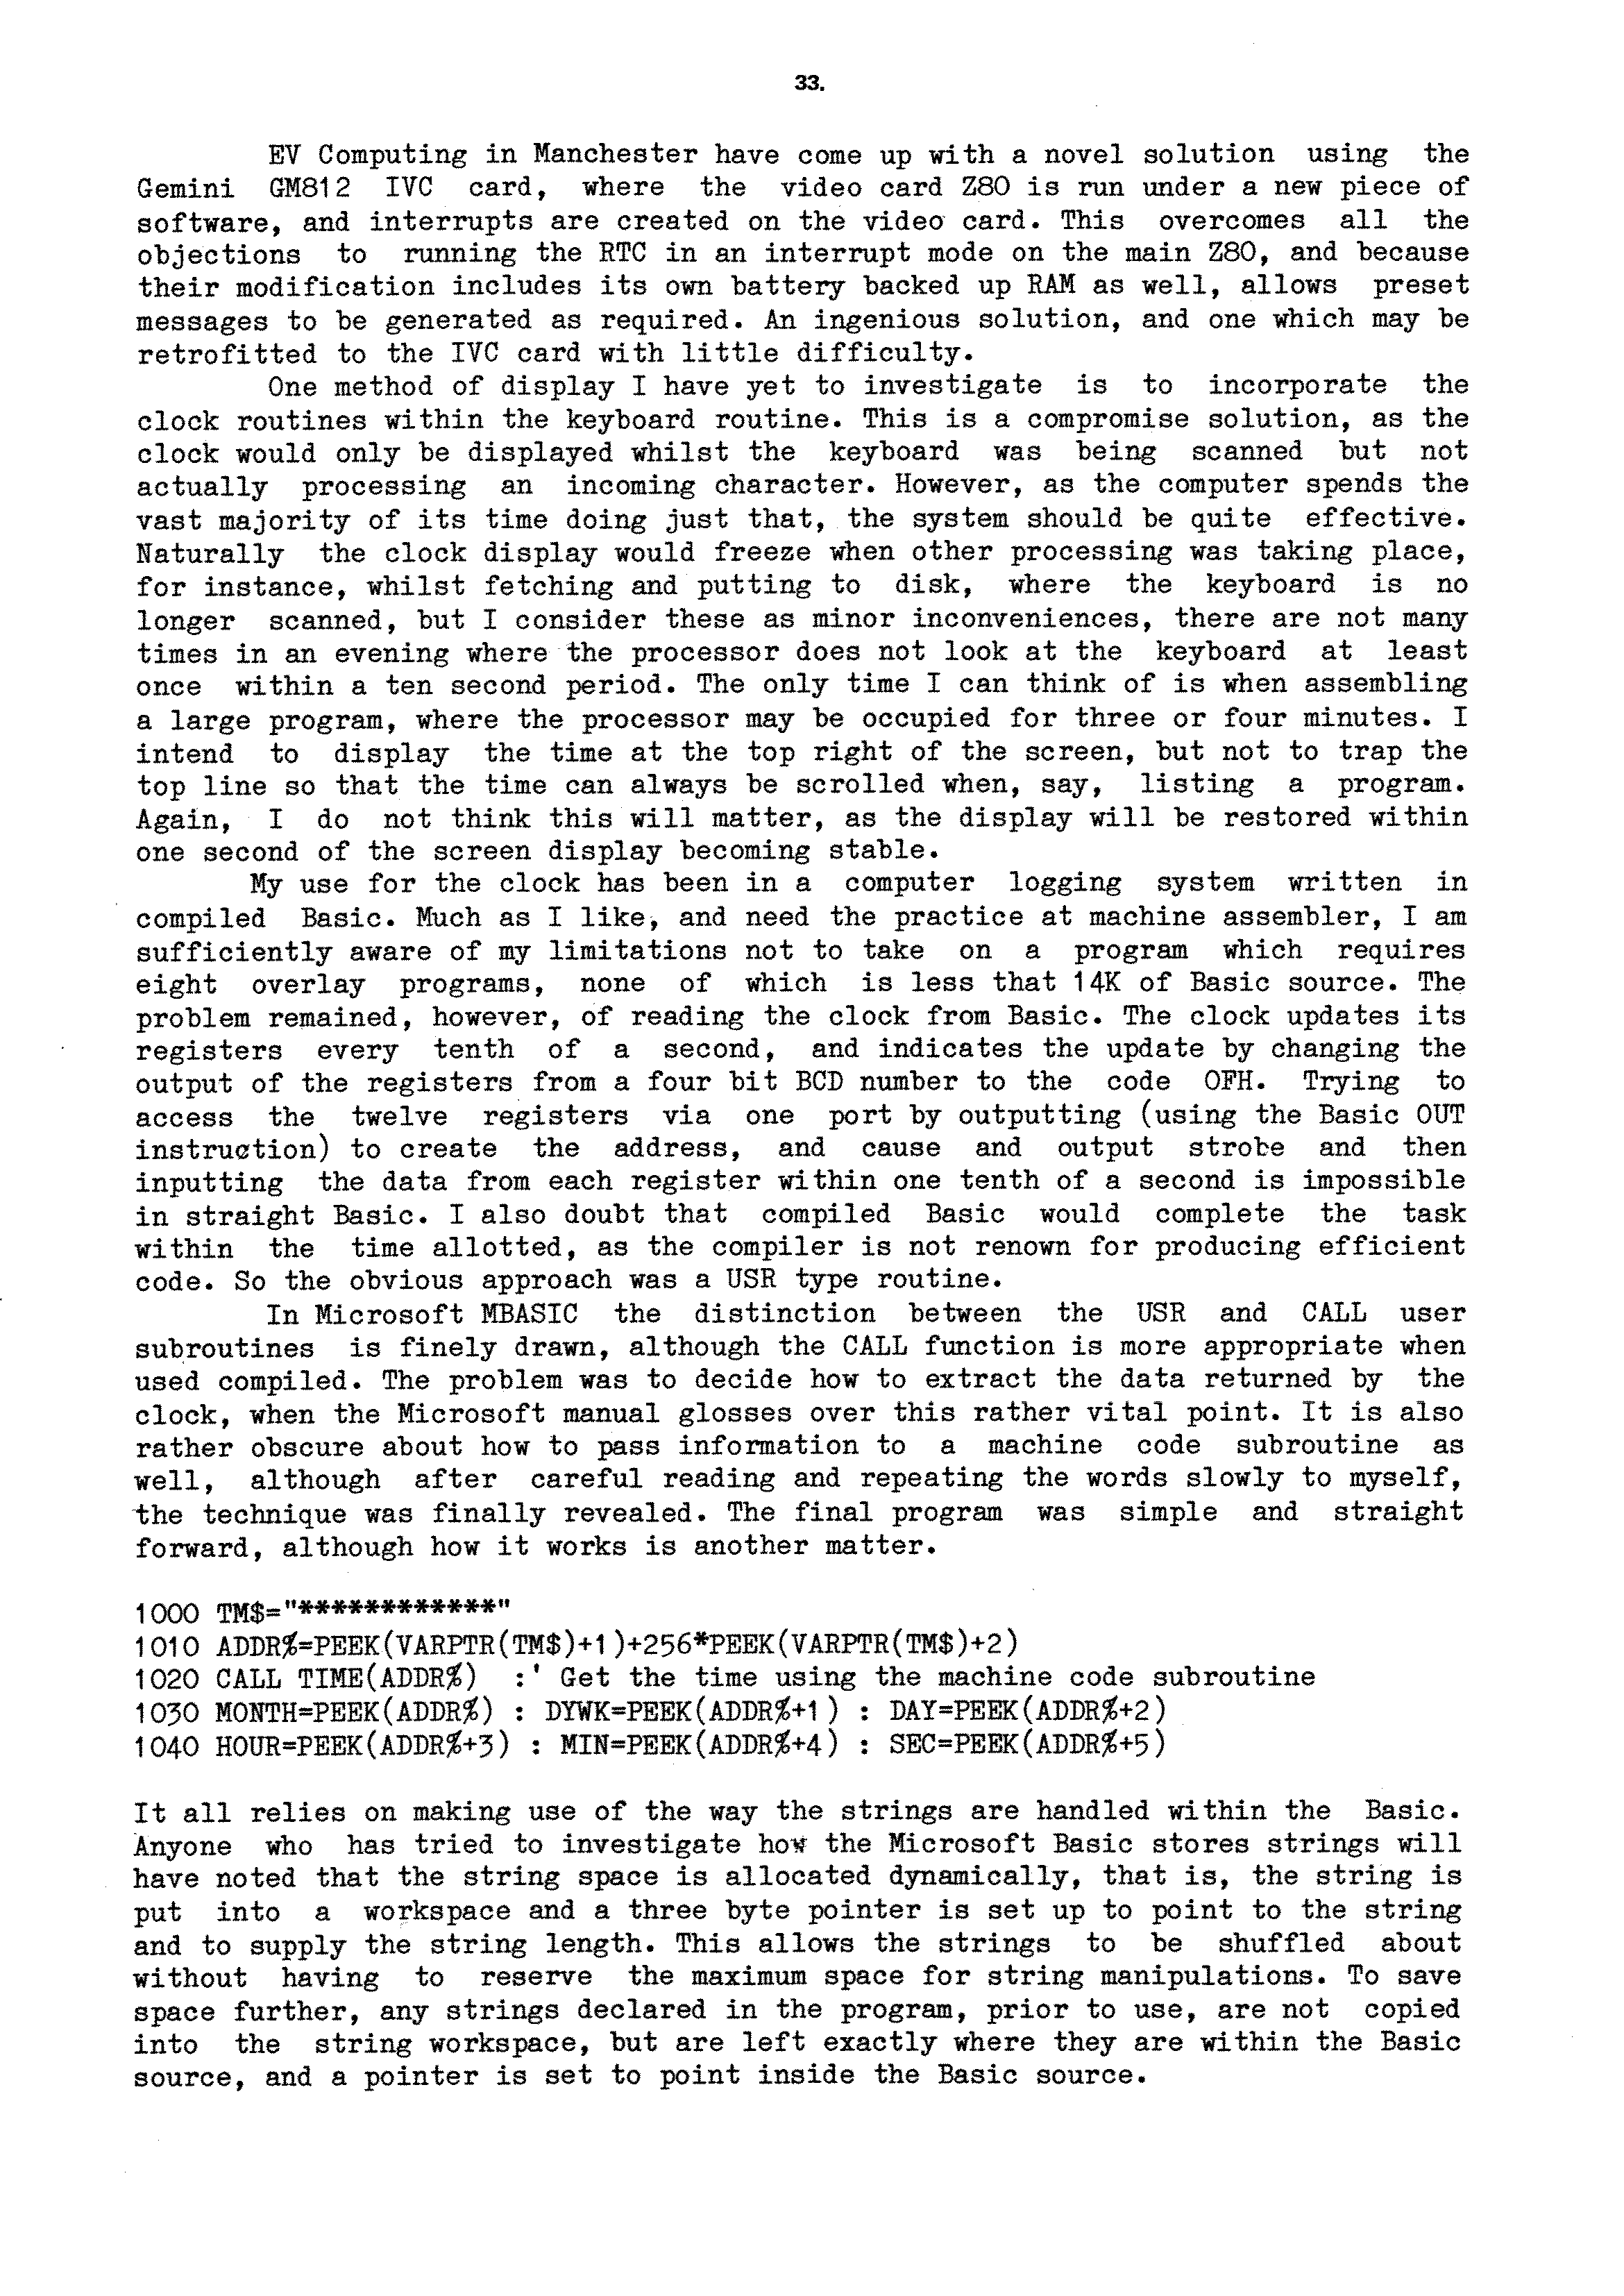 33.
EV Computing in Manchester have come up with a novel solution using the
Gemini GM812 IVC card, where the video card Z80 is run under a new piece of
software, and interrupts are created on the video card. This overcomes all the
objections to running the RTC in an interrupt mode on the main Z80, and because
their modification includes its own battery backed up RAM as well, allows preset
messages to be generated as required. An ingenious solution, and one which may be
retrofitted to the IVC card with little difficulty.
One method of display I have yet to investigate is to incorporate the
clock routines within the keyboard routine. This is a compromise solution, as the
clock would only be displayed whilst the keyboard was being scanned but not
actually processing an incoming character. However, as the computer spends the
vast majority of its time doing just that, the system should be quite effective.
Naturally the clock display would freeze when other processing was taking place,
for instance, whilst fetching and putting to disk, where the keyboard is no
longer scanned, but I consider these as minor inconveniences, there are not many
times in an evening where the processor does not look at the keyboard at least
once within a ten second period. The only time I can think of is when assembling
a large program, where the processor may be occupied for three or four minutes. I
intend to display the time at the top right of the screen, but not to trap the
top line so that the time can always be scrolled when, say, listing a program.
Again, I do not think this will matter, as the display will be restored within
one second of the screen display becoming stable.
My use for the clock has been in a computer logging system written in
compiled Basic. Much as I like, and need the practice at machine assembler, I am
sufficiently aware of my limitations not to take on a program which requires
eight overlay programs, none of which is less that 14K of Basic source. The
problem remained, however, of reading the clock from Basic. The clock updates its
registers every tenth of a second, and indicates the update by changing the
output of the registers from a four bit BCD number to the code OFH. Trying to
access the twelve registers via one port by outputting (using the Basic OUT
instruction) to create the address, and cause and output strobe and then
inputting the data from each register within one tenth of a second is impossible
in straight Basic. I also doubt that compiled Basic would complete the task
within the time allotted, as the compiler is not renown for producing efficient
code. So the obvious approach was a USR type routine.
In Microsoft MBASIC the distinction between the USR and CALL user
subroutines is finely drawn, although the CALL function is more appropriate when
used compiled. The problem was to decide how to extract the data returned by the
clock, when the Microsoft manual glosses over this rather vital point. It is also
rather obscure about how to pass information to a machine code subroutine as
well, although after careful reading and repeating the words slowly to myself,
the technique was finally revealed. The final program was simple and straight
forward, although how it works is another matter.
1000 TM$="************"
1010 ADDR%=PEEK(VARPTR(TM$)+1)+256*PEEK(VARPTR(TM$)+2)
1020 CALL TIME(ADDR%) :' Get the time using the machine code subroutine
1030 MONTH=PEEK(ADDR%) : DYWK=PEEK(ADDR%+1) : DAY=PEEK(ADDR%+2)
1040 HOUR=PEEK(ADDR%+3) : MIN=PEEK(ADDR%+4) : SEC=PEEK(ADDR%+5)
It all relies on making use of the way the strings are handled within the Basic.
Anyone who has tried to investigate how the Microsoft Basic stores strings will
have noted that the string space is allocated dynamically, that is, the string is
put into a workspace and a three byte pointer is set up to point to the string
and to supply the string length. This allows the strings to be shuffled about
without having to reserve the maximum space for string manipulations. To save
space further, any strings declared in the program, prior to use, are not copied
into the string workspace, but are left exactly where they are within the Basic
source, and a pointer is set to point inside the Basic source.